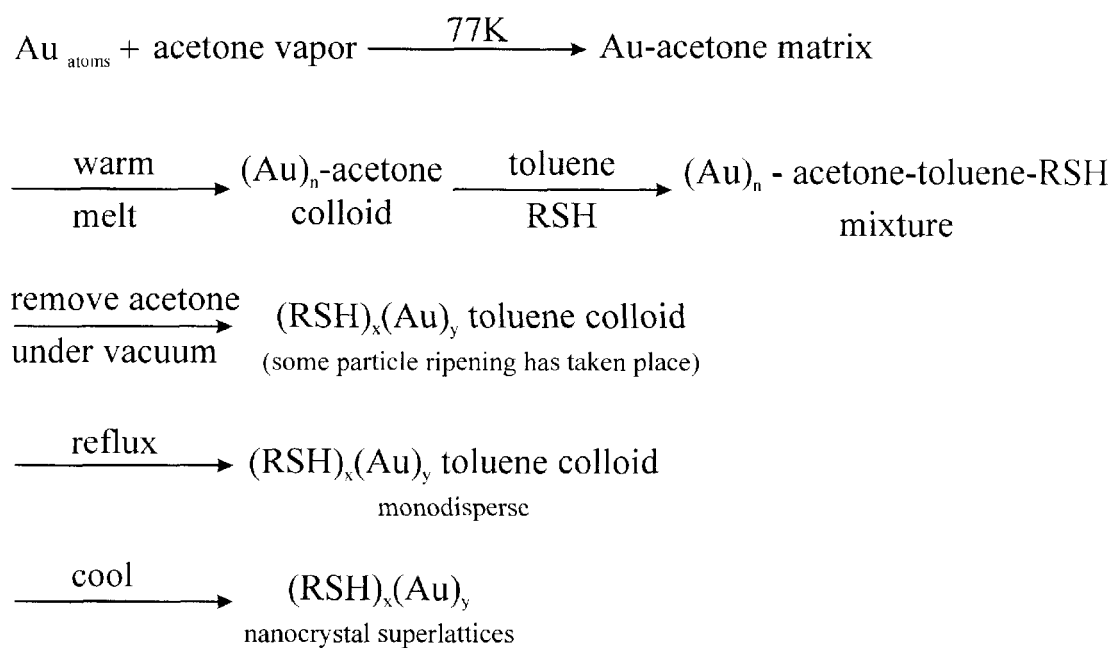 Au atoms + acetone vapor 77K Au-acetone matrix
warm melt (Au)n-acetone colloid toluene RSH (Au)n - acetone-toluene-RSH mixture
remove acetone under vacuum (RSH)x(Au)y toluene colloid
(some particle ripening has taken place)
reflux (RSH)x(Au)y toluene colloid
monodisperse
cool (RSH)x(Au)y
nanocrystal superlattices